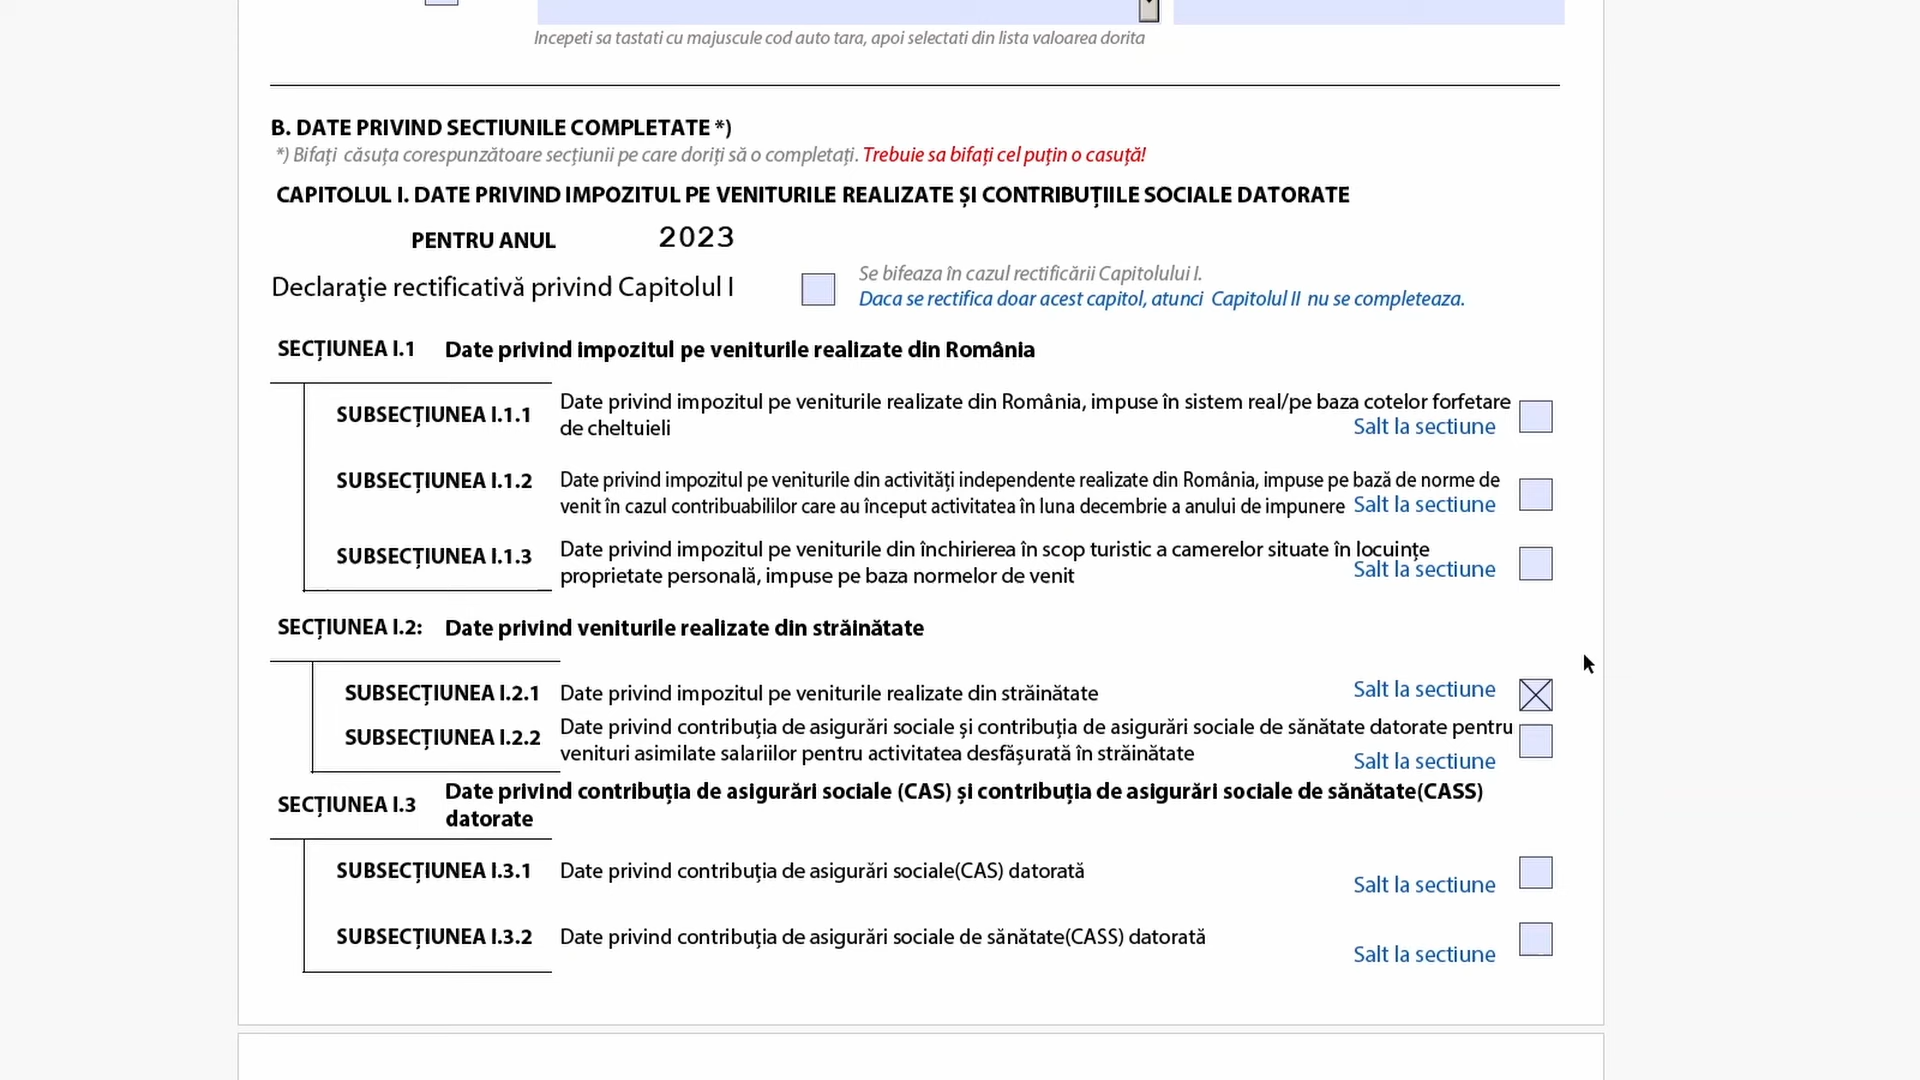 Incepeti sa tastati cu majuscule cod auto tara, apoi selectati din lista valoarea dorita
B. DATE PRIVIND SECTIUNILE COMPLETATE *)
*) Bifați căsuța corespunzătoare secțiunii pe care doriți să o completați. Trebuie sa bifați cel puțin o casuță!
CAPITOLUL I. DATE PRIVIND IMPOZITUL PE VENITURILE REALIZATE ȘI CONTRIBUȚIILE SOCIALE DATORATE
PENTRU ANUL 2023
Declaraţie rectificativă privind Capitolul I
Se bifeaza în cazul rectificării Capitolului I.
Daca se rectifica doar acest capitol, atunci Capitolul II nu se completeaza.
SECȚIUNEA I.1 Date privind impozitul pe veniturile realizate din România
SUBSECȚIUNEA I.1.1 Date privind impozitul pe veniturile realizate din România, impuse în sistem real/pe baza cotelor forfetare
de cheltuieli Salt la sectiune
SUBSECȚIUNEA I.1.2 Date privind impozitul pe veniturile din activități independente realizate din România, impuse pe bază de norme de
venit în cazul contribuabililor care au început activitatea în luna decembrie a anului de impunere Salt la sectiune
SUBSECȚIUNEA I.1.3 Date privind impozitul pe veniturile din închirierea în scop turistic a camerelor situate în locuințe
proprietate personală, impuse pe baza normelor de venit Salt la sectiune
SECȚIUNEA I.2: Date privind veniturile realizate din străinătate
SUBSECȚIUNEA I.2.1 Date privind impozitul pe veniturile realizate din străinătate Salt la sectiune
SUBSECȚIUNEA I.2.2 Date privind contribuția de asigurări sociale și contribuția de asigurări sociale de sănătate datorate pentru
venituri asimilate salariilor pentru activitatea desfășurată în străinătate Salt la sectiune
SECȚIUNEA I.3 Date privind contribuția de asigurări sociale (CAS) și contribuția de asigurări sociale de sănătate(CASS)
datorate
SUBSECȚIUNEA I.3.1 Date privind contribuția de asigurări sociale(CAS) datorată Salt la sectiune
SUBSECȚIUNEA I.3.2 Date privind contribuția de asigurări sociale de sănătate(CASS) datorată Salt la sectiune